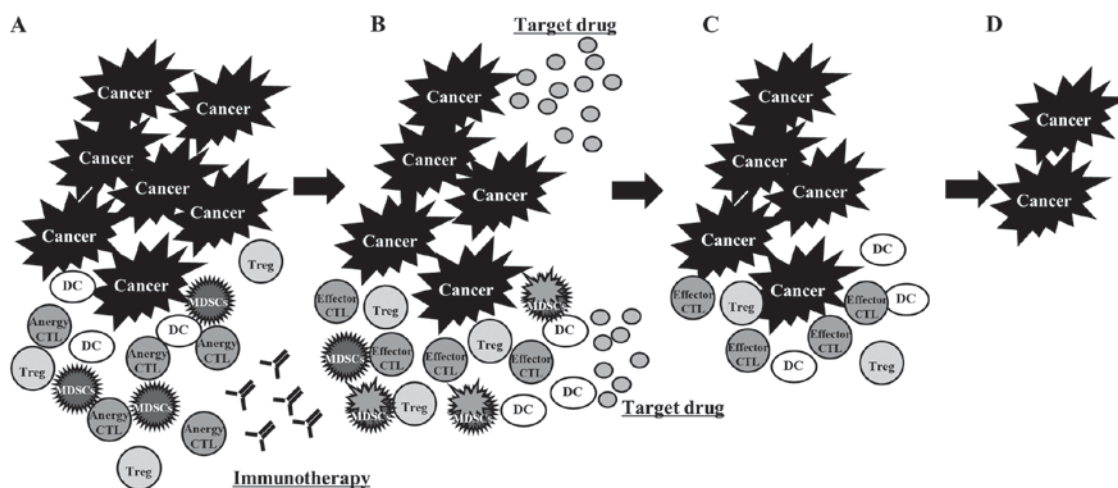 A
Cancer
Cancer
Cancer
Cancer
Cancer
Cancer
Cancer
Treg
DC
MDSCs
Anergy
CTL
DC
DC
Anergy
CTL
Anergy
CTL
Treg
MDSCs
MDSCs
Anergy
CTL
Anergy
CTL
Treg
Immunotherapy
B
Target drug
Cancer
Cancer
Cancer
Cancer
Cancer
MDSCs
Effector
CTL
Treg
DC
Treg
MDSCs
Effector
CTL
Effector
CTL
Effector
CTL
MDSCs
Treg
MDSCs
DC
DC
Target drug
C
Cancer
Cancer
Cancer
Cancer
Cancer
DC
Effector
CTL
Treg
Effector
CTL
DC
Effector
CTL
Effector
CTL
DC
Treg
D
Cancer
Cancer